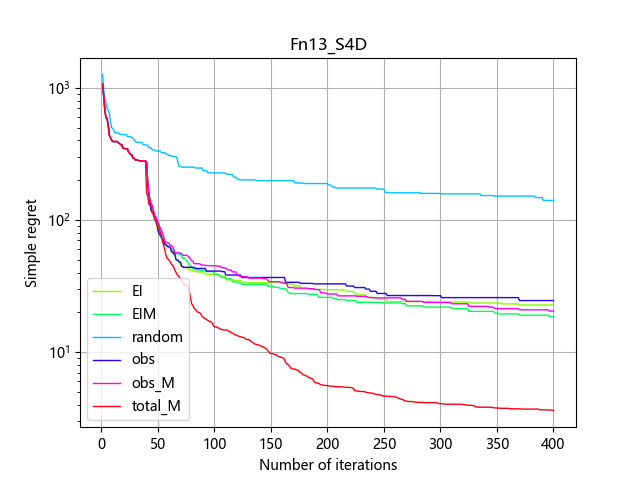 Fn13_S4D
Simple regret
10³
10²
10¹
EI
EIM
random
obs
obs_M
total_M
0 50 100 150 200 250 300 350 400
Number of iterations